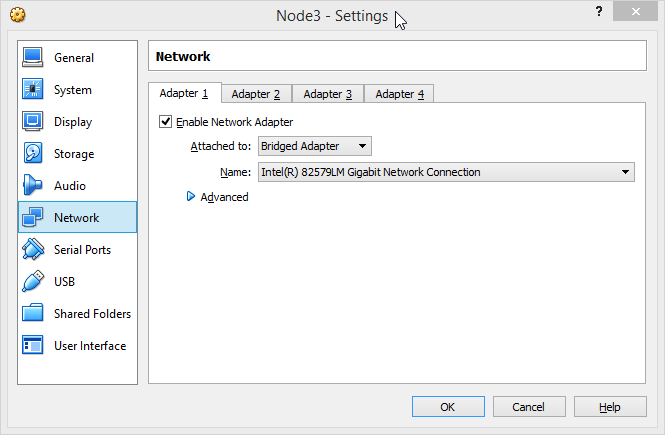 Node3 - Settings
?
General
System
Display
Storage
Audio
Network
Serial Ports
USB
Shared Folders
User Interface
Network
Adapter 1 Adapter 2 Adapter 3 Adapter 4
Enable Network Adapter
Attached to: Bridged Adapter
Name: Intel(R) 82579LM Gigabit Network Connection
Advanced
OK Cancel Help